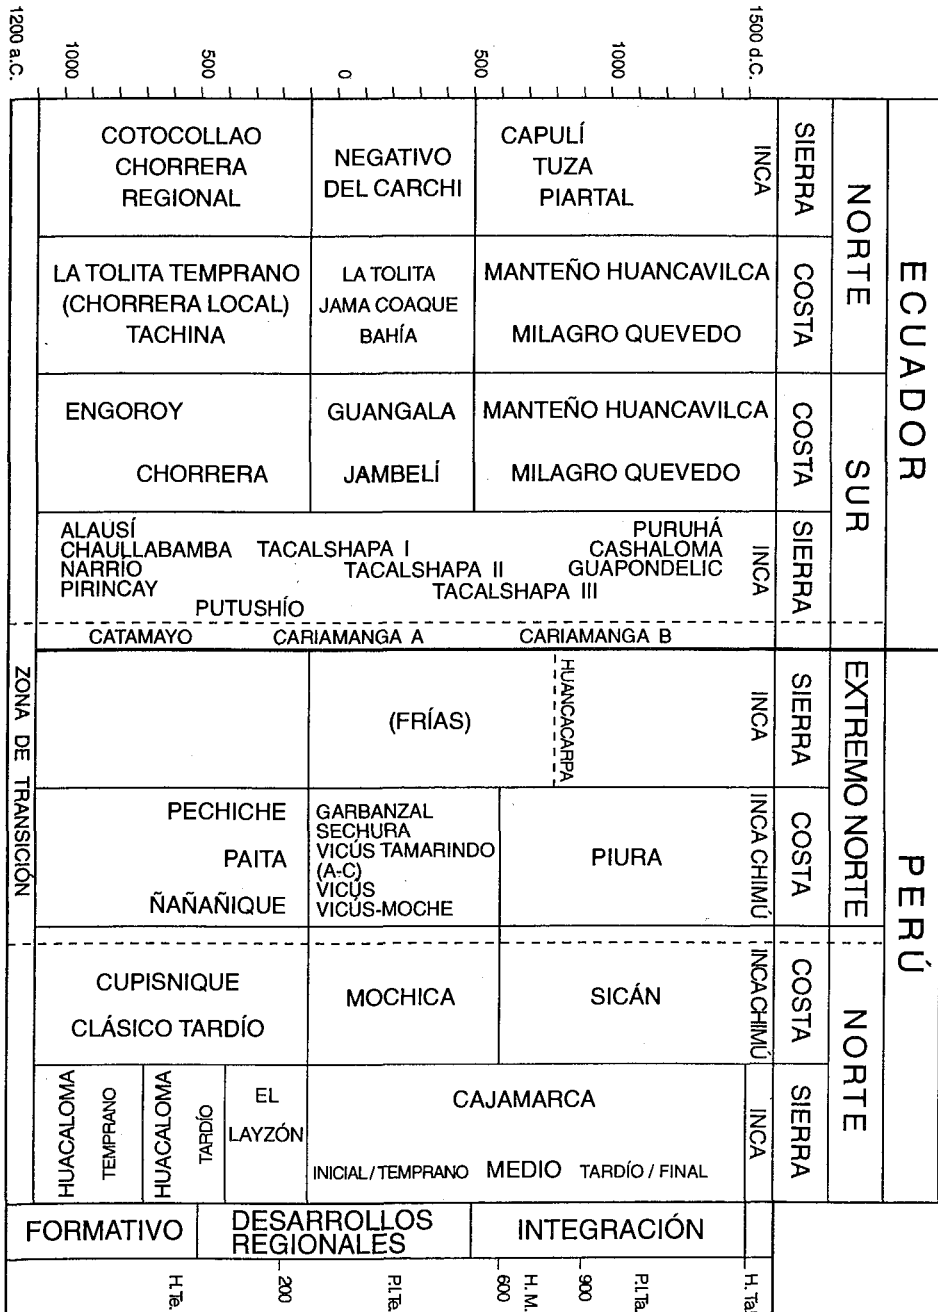 1200 a.C.
1000
500
0
500
1000
1500 d.C.
COTOCOLLAO
CHORRERA
REGIONAL
NEGATIVO
DEL CARCHI
CAPULÍ
TUZA
PIARTAL
INCA
SIERRA
NORTE
ECUADOR
LA TOLITA TEMPRANO
(CHORRERA LOCAL)
TACHINA
LA TOLITA
JAMA COAQUE
BAHÍA
MANTEÑO HUANCAVILCA
MILAGRO QUEVEDO
COSTA
ENGOROY
CHORRERA
GUANGALA
JAMBELÍ
MANTEÑO HUANCAVILCA
MILAGRO QUEVEDO
COSTA
SUR
ALAUSÍ
CHAULLABAMBA
NARRÍO
PIRINCAY
PUTUSHÍO
TACALSHAPA I
TACALSHAPA II
TACALSHAPA III
PURUHÁ
CASHALOMA
GUAPONDELIC
INCA
SIERRA
CATAMAYO
CARIAMANGA A
CARIAMANGA B
ZONA DE TRANSICIÓN
(FRÍAS)
HUANCACARPA
INCA
SIERRA
EXTREMO NORTE
PERÚ
PECHICHE
PAITA
ÑAÑAÑIQUE
GARBANZAL
SECHURA
VICÚS TAMARINDO
(A-C)
VICÚS
VICÚS-MOCHE
PIURA
INCA CHIMÚ
COSTA
CUPISNIQUE
CLÁSICO TARDÍO
MOCHICA
SICÁN
INCA CHIMÚ
COSTA
NORTE
HUACALOMA
TEMPRANO
HUACALOMA
TARDÍO
EL
LAYZÓN
CAJAMARCA
INICIAL/TEMPRANO MEDIO TARDÍO / FINAL
INCA
SIERRA
FORMATIVO
DESARROLLOS
REGIONALES
INTEGRACIÓN
H. Te.
200
P.I. Te.
600
H. M.
900
P.I. Ta.
H. Ta.